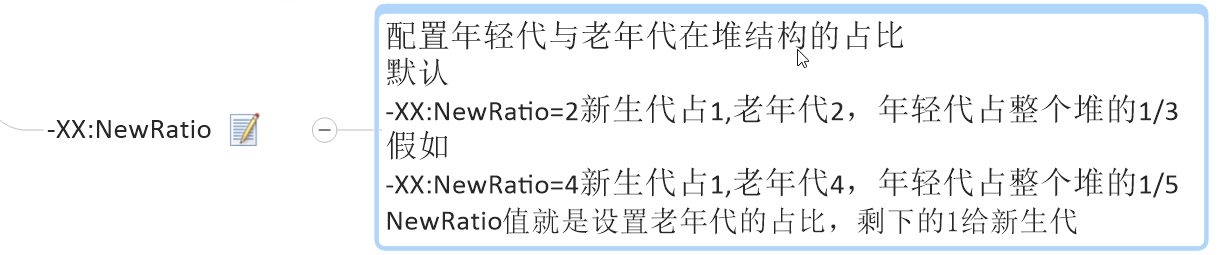 -XX:NewRatio
配置年轻代与老年代在堆结构的占比
默认
-XX:NewRatio=2新生代占1,老年代2，年轻代占整个堆的1/3
假如
-XX:NewRatio=4新生代占1,老年代4，年轻代占整个堆的1/5
NewRatio值就是设置老年代的占比，剩下的1给新生代